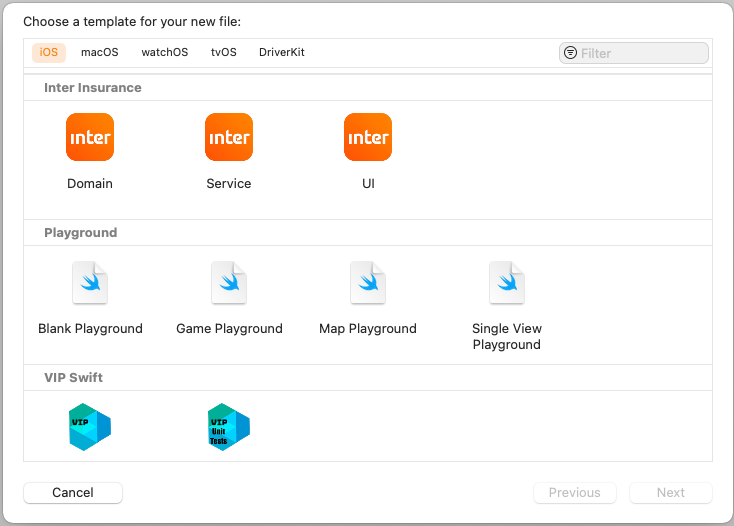 Choose a template for your new file:
iOS macOS watchOS tvOS DriverKit Filter
Inter Insurance
inter inter inter
Domain Service UI
Playground
Blank Playground Game Playground Map Playground Single View
Playground
VIP Swift
VIP VIP
Unit
Tests
Cancel Previous Next